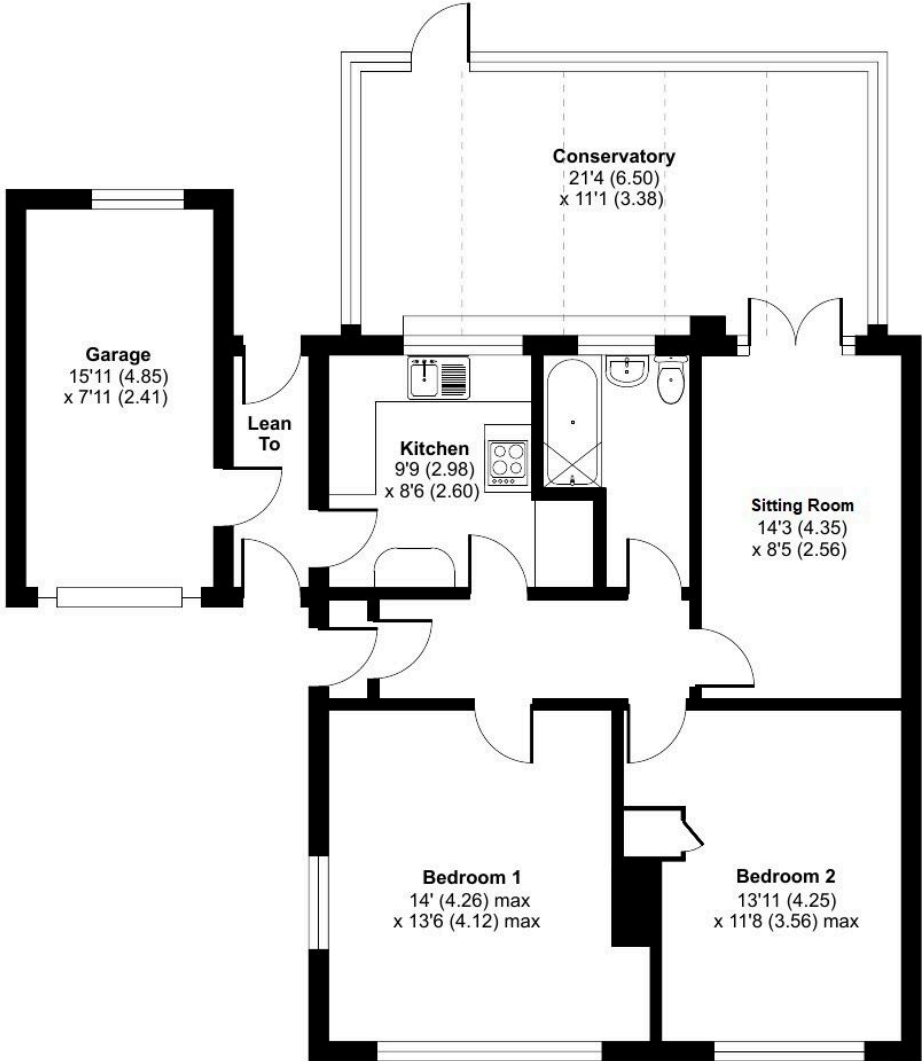 Conservatory
21'4 (6.50)
x 11'1 (3.38)
Garage
15'11 (4.85)
x 7'11 (2.41)
Lean
To
Kitchen
9'9 (2.98)
x 8'6 (2.60)
Sitting Room
14'3 (4.35)
x 8'5 (2.56)
Bedroom 1
14' (4.26) max
x 13'6 (4.12) max
Bedroom 2
13'11 (4.25)
x 11'8 (3.56) max